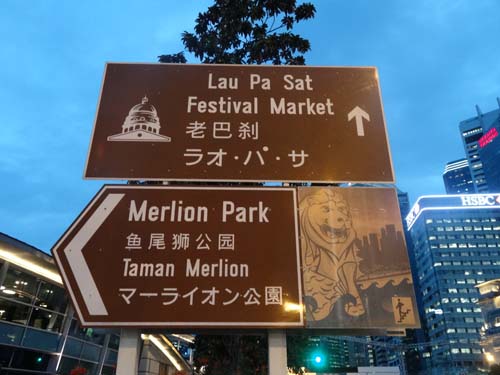 Lau Pa Sat
Festival Market
老巴刹
ラオ・パ・サ
Merlion Park
鱼尾狮公园
Taman Merlion
マーライオン公園
HSBC